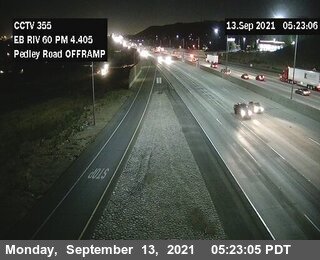 CCTV 355
EB RIV 60 PM 4.405
Pedley Road OFFRAMP
13.Sep 2021 05:23:06
STOP
Monday, September 13, 2021 05:23:05 PDT